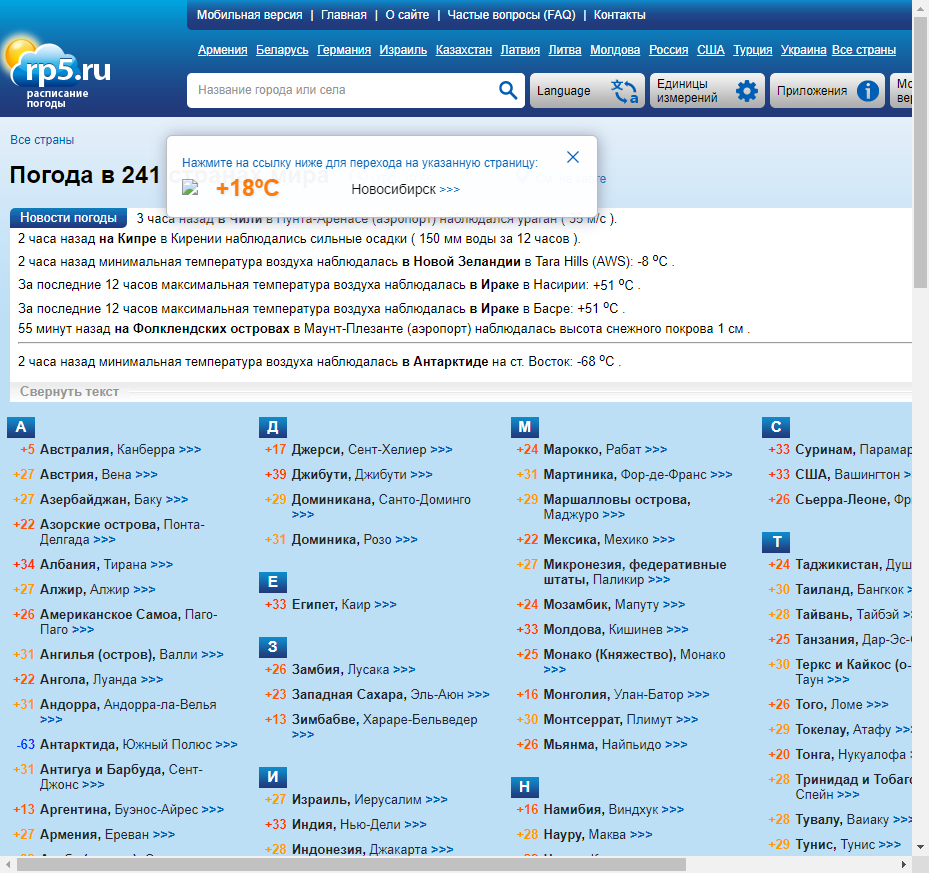 Мобильная версия | Главная | О сайте | Частые вопросы (FAQ) | Контакты
Армения Беларусь Германия Израиль Казахстан Латвия Литва Молдова Россия США Турция Украина Все страны
rp5.ru
расписание
погоды
Название города или села
Language
Единицы
измерений
Приложения
Мо
вер
Все страны
Нажмите на ссылку ниже для перехода на указанную страницу:
+18°C
Новосибирск >>>
Погода в 241 странах мира
Новости погоды
3 часа назад в Чили в Пунта-Аренасе (аэропорт) наблюдался ураган ( 35 м/с ).
2 часа назад на Кипре в Кирении наблюдались сильные осадки ( 150 мм воды за 12 часов ).
2 часа назад минимальная температура воздуха наблюдалась в Новой Зеландии в Tara Hills (AWS): -8 °C .
За последние 12 часов максимальная температура воздуха наблюдалась в Ираке в Насирии: +51 °C .
За последние 12 часов максимальная температура воздуха наблюдалась в Ираке в Басре: +51 °C .
55 минут назад на Фолклендских островах в Маунт-Плезанте (аэропорт) наблюдалась высота снежного покрова 1 см .
2 часа назад минимальная температура воздуха наблюдалась в Антарктиде на ст. Восток: -68 °C .
Свернуть текст
А
+5 Австралия, Канберра >>>
+27 Австрия, Вена >>>
+27 Азербайджан, Баку >>>
+22 Азорские острова, Понта-
Делгада >>>
+34 Албания, Тирана >>>
+27 Алжир, Алжир >>>
+26 Американское Самоа, Паго-
Паго >>>
+31 Ангилья (остров), Валли >>>
+22 Ангола, Луанда >>>
+31 Андорра, Андорра-ла-Велья
>>>
-63 Антарктида, Южный Полюс >>>
+31 Антигуа и Барбуда, Сент-
Джонс >>>
+13 Аргентина, Буэнос-Айрес >>>
+27 Армения, Ереван >>>
Д
+17 Джерси, Сент-Хелиер >>>
+39 Джибути, Джибути >>>
+29 Доминикана, Санто-Доминго
>>>
+31 Доминика, Розо >>>
Е
+33 Египет, Каир >>>
З
+26 Замбия, Лусака >>>
+23 Западная Сахара, Эль-Аюн >>>
+13 Зимбабве, Хараре-Бельведер
>>>
И
+27 Израиль, Иерусалим >>>
+33 Индия, Нью-Дели >>>
+28 Индонезия, Джакарта >>>
М
+24 Марокко, Рабат >>>
+31 Мартиника, Фор-де-Франс >>>
+29 Маршалловы острова,
Маджуро >>>
+22 Мексика, Мехико >>>
+27 Микронезия, федеративные
штаты, Паликир >>>
+24 Мозамбик, Мапуту >>>
+33 Молдова, Кишинев >>>
+25 Монако (Княжество), Монако
>>>
+16 Монголия, Улан-Батор >>>
+30 Монтсеррат, Плимут >>>
+26 Мьянма, Найпьидо >>>
Н
+16 Намибия, Виндхук >>>
+28 Науру, Маква >>>
С
+33 Суринам, Парамар
+33 США, Вашингтон >
+26 Сьерра-Леоне, Фр
Т
+24 Таджикистан, Душ
+30 Таиланд, Бангкок >
+28 Тайвань, Тайбэй >>
+25 Танзания, Дар-Эс-
+30 Теркс и Кайкос (о-
Таун >>>
+26 Того, Ломе >>>
+29 Токелау, Атафу >>>
+20 Тонга, Нукуалофа >
+28 Тринидад и Тобаго
Спейн >>>
+28 Тувалу, Ваиаку >>>
+29 Тунис, Тунис >>>